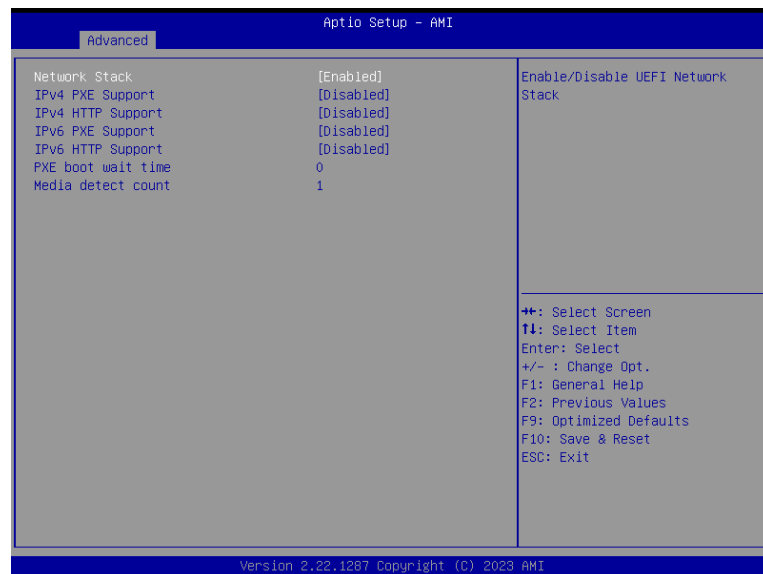 Aptio Setup - AMI
Advanced
Network Stack [Enabled]
IPv4 PXE Support [Disabled]
IPv4 HTTP Support [Disabled]
IPv6 PXE Support [Disabled]
IPv6 HTTP Support [Disabled]
PXE boot wait time 0
Media detect count 1
Enable/Disable UEFI Network
Stack
→←: Select Screen
↑↓: Select Item
Enter: Select
+/- : Change Opt.
F1: General Help
F2: Previous Values
F9: Optimized Defaults
F10: Save & Reset
ESC: Exit
Version 2.22.1287 Copyright (C) 2023 AMI